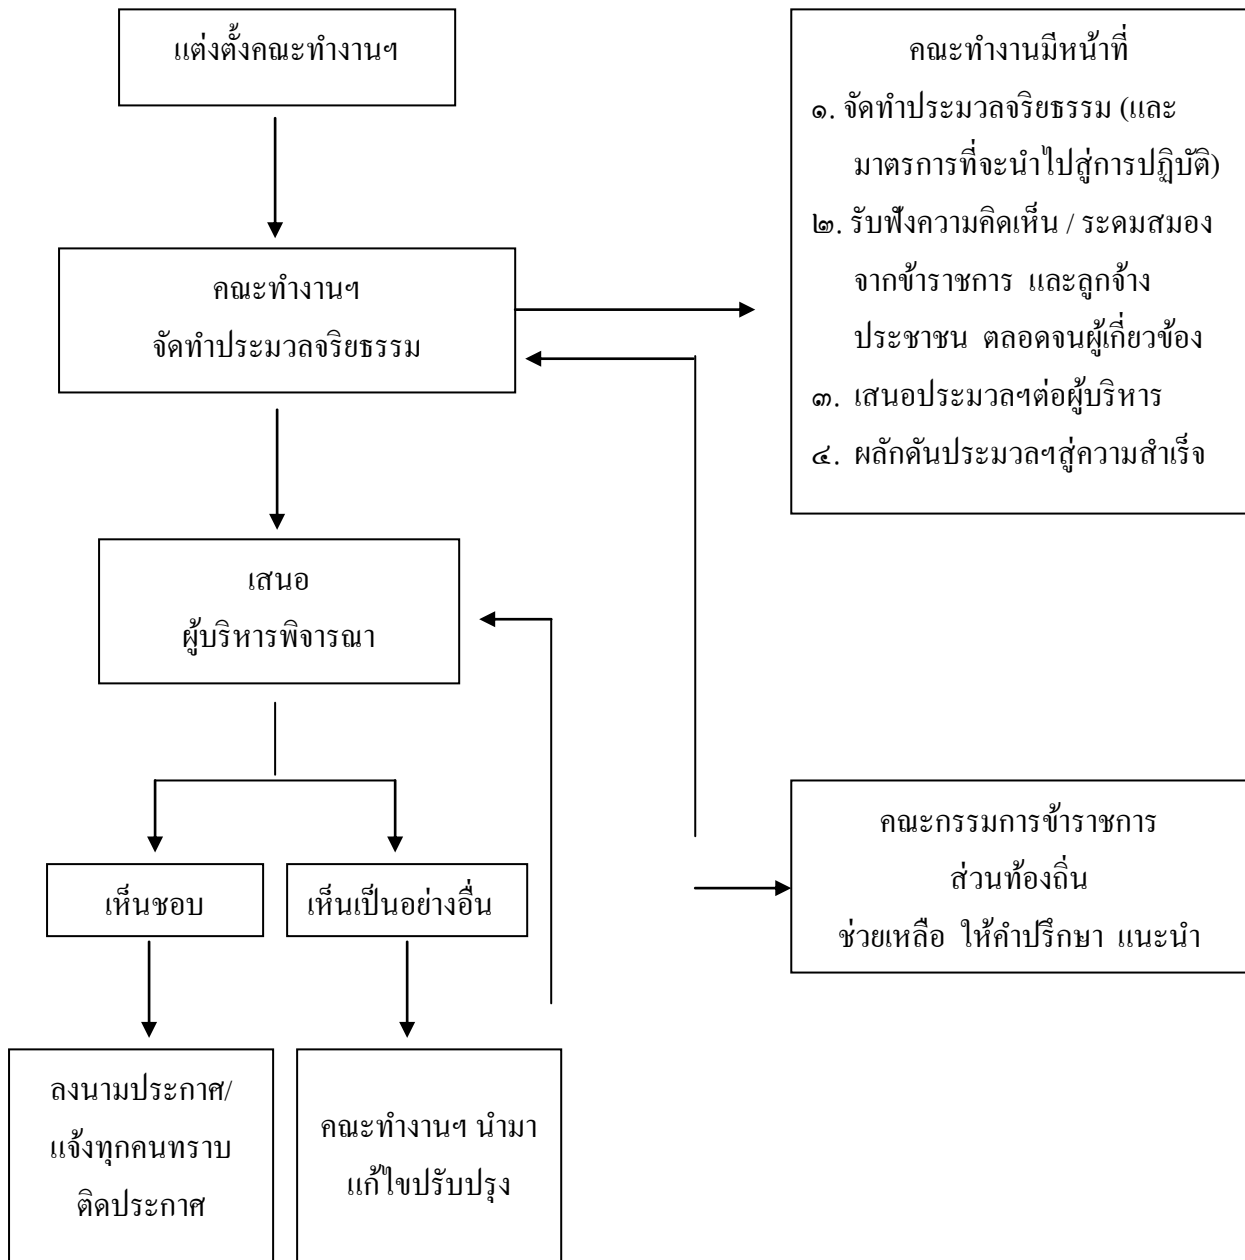 แต่งตั้งคณะทำงานฯ
คณะทำงานมีหน้าที่
๑. จัดทำประมวลจริยธรรม (และ
มาตรการที่จะนำไปสู่การปฏิบัติ)
๒. รับฟังความคิดเห็น / ระดมสมอง
จากข้าราชการ และลูกจ้าง
ประชาชน ตลอดจนผู้เกี่ยวข้อง
๓. เสนอประมวลฯต่อผู้บริหาร
๔. ผลักดันประมวลฯสู่ความสำเร็จ
คณะทำงานฯ
จัดทำประมวลจริยธรรม
เสนอ
ผู้บริหารพิจารณา
คณะกรรมการข้าราชการ
ส่วนท้องถิ่น
ช่วยเหลือ ให้คำปรึกษา แนะนำ
เห็นชอบ
เห็นเป็นอย่างอื่น
ลงนามประกาศ/
แจ้งทุกคนทราบ
ติดประกาศ
คณะทำงานฯ นำมา
แก้ไขปรับปรุง